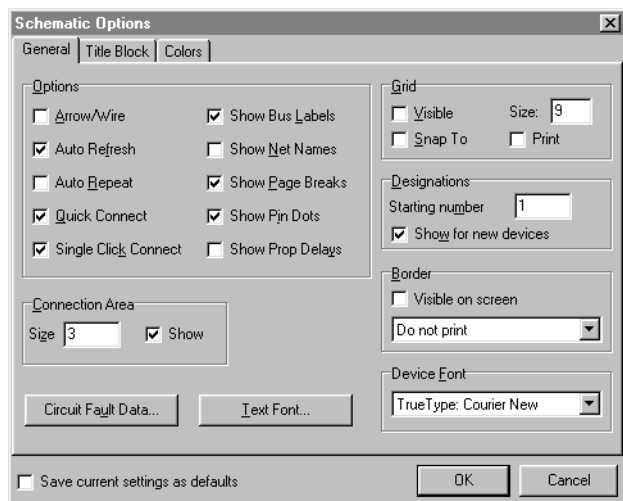 Schematic Options
General
Title Block
Colors
Options
Arrow/Wire
Auto Refresh
Auto Repeat
Quick Connect
Single Click Connect
Show Bus Labels
Show Net Names
Show Page Breaks
Show Pin Dots
Show Prop Delays
Connection Area
Size 3
Show
Circuit Fault Data...
Text Font...
Grid
Visible
Size: 9
Snap To
Print
Designations
Starting number 1
Show for new devices
Border
Visible on screen
Do not print
Device Font
TrueType: Courier New
Save current settings as defaults
OK
Cancel